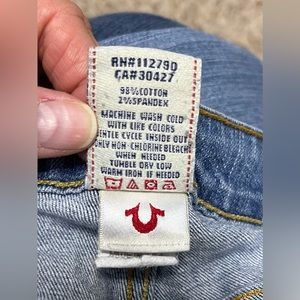 RN#112790
CA#30427
98%COTTON
2%SPANDEX
MACHINE WASH COLD
WITH LIKE COLORS
GENTLE CYCLE INSIDE OUT
ONLY NON-CHLORINE BLEACH
WHEN NEEDED
TUMBLE DRY LOW
WARM IRON IF NEEDED